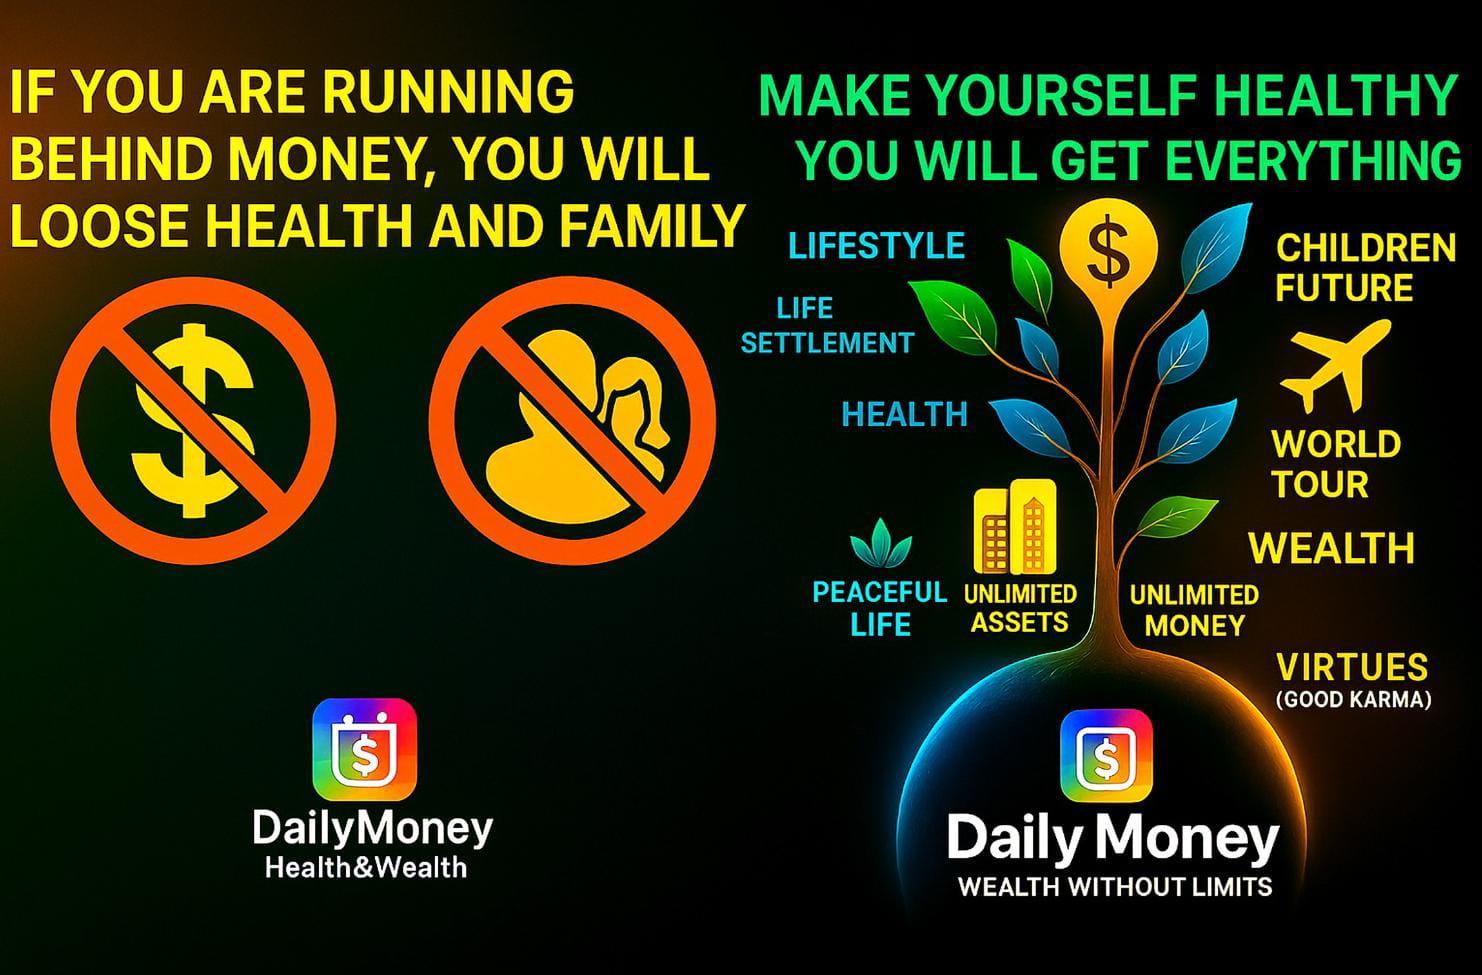 IF YOU ARE RUNNING
BEHIND MONEY, YOU WILL
LOOSE HEALTH AND FAMILY
$
$
DailyMoney
Health&Wealth
MAKE YOURSELF HEALTHY
YOU WILL GET EVERYTHING
$
LIFESTYLE
LIFE
SETTLEMENT
HEALTH
PEACEFUL
LIFE
UNLIMITED
ASSETS
UNLIMITED
MONEY
CHILDREN
FUTURE
WORLD
TOUR
WEALTH
VIRTUES
(GOOD KARMA)
$
Daily Money
WEALTH WITHOUT LIMITS